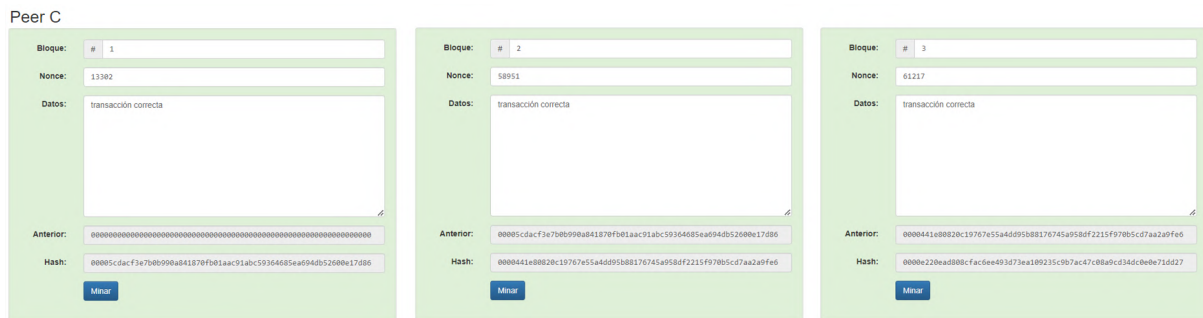 Peer C
Bloque: # 1
Nonce: 13302
Datos: transacción correcta
Anterior: 0000000000000000000000000000000000000000000000000000000000000000
Hash: 00005cdacf3e7b0b990a841870fb01aac91abc59364685ea694db52600e17d86
Minar
Bloque: # 2
Nonce: 58951
Datos: transacción correcta
Anterior: 00005cdacf3e7b0b990a841870fb01aac91abc59364685ea694db52600e17d86
Hash: 0000441e80820c19767e55a4dd95b88176745a958df2215f970b5cd7aa2a9fe6
Minar
Bloque: # 3
Nonce: 61217
Datos: transacción correcta
Anterior: 0000441e80820c19767e55a4dd95b88176745a958df2215f970b5cd7aa2a9fe6
Hash: 0000e220ead808cfac6ee493d73ea109235c9b7ac47c08a9cd34dc0e0e71dd27
Minar